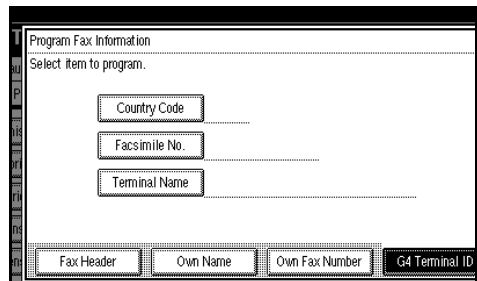 Program Fax Information
Select item to program.
Country Code
Facsimile No.
Terminal Name
Fax Header Own Name Own Fax Number G4 Terminal ID